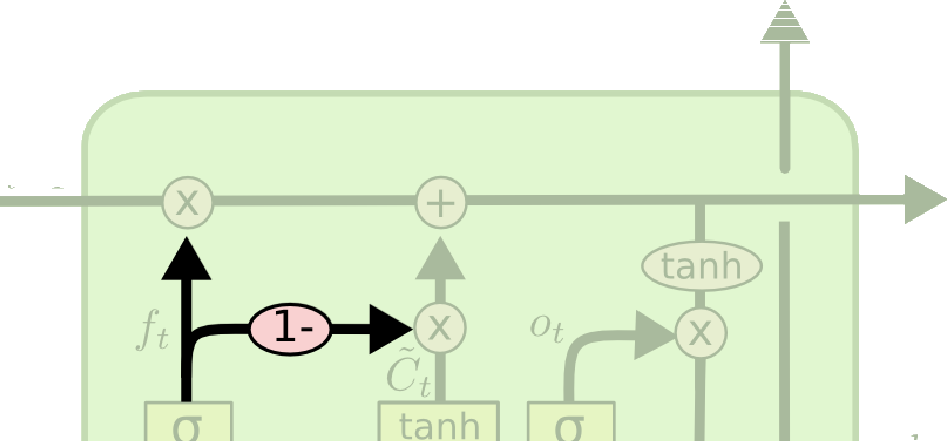 x +
tanh
f_t 1- x o_t x
C̃_t
σ tanh σ